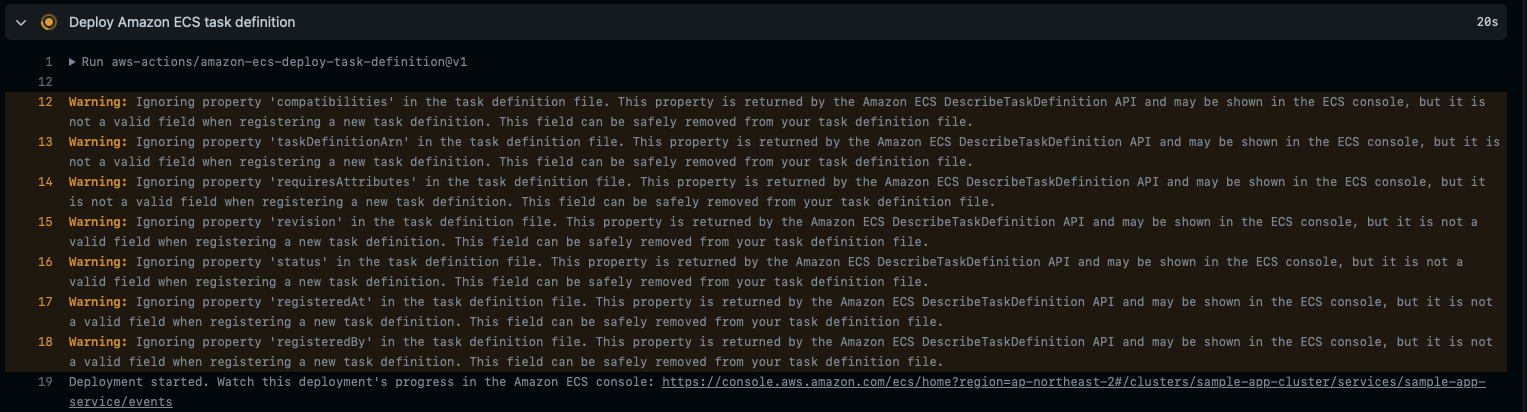 Deploy Amazon ECS task definition 20s
1 Run aws-actions/amazon-ecs-deploy-task-definition@v1
12
12 Warning: Ignoring property 'compatibilities' in the task definition file. This property is returned by the Amazon ECS DescribeTaskDefinition API and may be shown in the ECS console, but it is
not a valid field when registering a new task definition. This field can be safely removed from your task definition file.
13 Warning: Ignoring property 'taskDefinitionArn' in the task definition file. This property is returned by the Amazon ECS DescribeTaskDefinition API and may be shown in the ECS console, but it is
not a valid field when registering a new task definition. This field can be safely removed from your task definition file.
14 Warning: Ignoring property 'requiresAttributes' in the task definition file. This property is returned by the Amazon ECS DescribeTaskDefinition API and may be shown in the ECS console, but it
is not a valid field when registering a new task definition. This field can be safely removed from your task definition file.
15 Warning: Ignoring property 'revision' in the task definition file. This property is returned by the Amazon ECS DescribeTaskDefinition API and may be shown in the ECS console, but it is not a
valid field when registering a new task definition. This field can be safely removed from your task definition file.
16 Warning: Ignoring property 'status' in the task definition file. This property is returned by the Amazon ECS DescribeTaskDefinition API and may be shown in the ECS console, but it is not a
valid field when registering a new task definition. This field can be safely removed from your task definition file.
17 Warning: Ignoring property 'registeredAt' in the task definition file. This property is returned by the Amazon ECS DescribeTaskDefinition API and may be shown in the ECS console, but it is not
a valid field when registering a new task definition. This field can be safely removed from your task definition file.
18 Warning: Ignoring property 'registeredBy' in the task definition file. This property is returned by the Amazon ECS DescribeTaskDefinition API and may be shown in the ECS console, but it is not
a valid field when registering a new task definition. This field can be safely removed from your task definition file.
19 Deployment started. Watch this deployment's progress in the Amazon ECS console: https://console.aws.amazon.com/ecs/home?region=ap-northeast-2#/clusters/sample-app-cluster/services/sample-app-
service/events